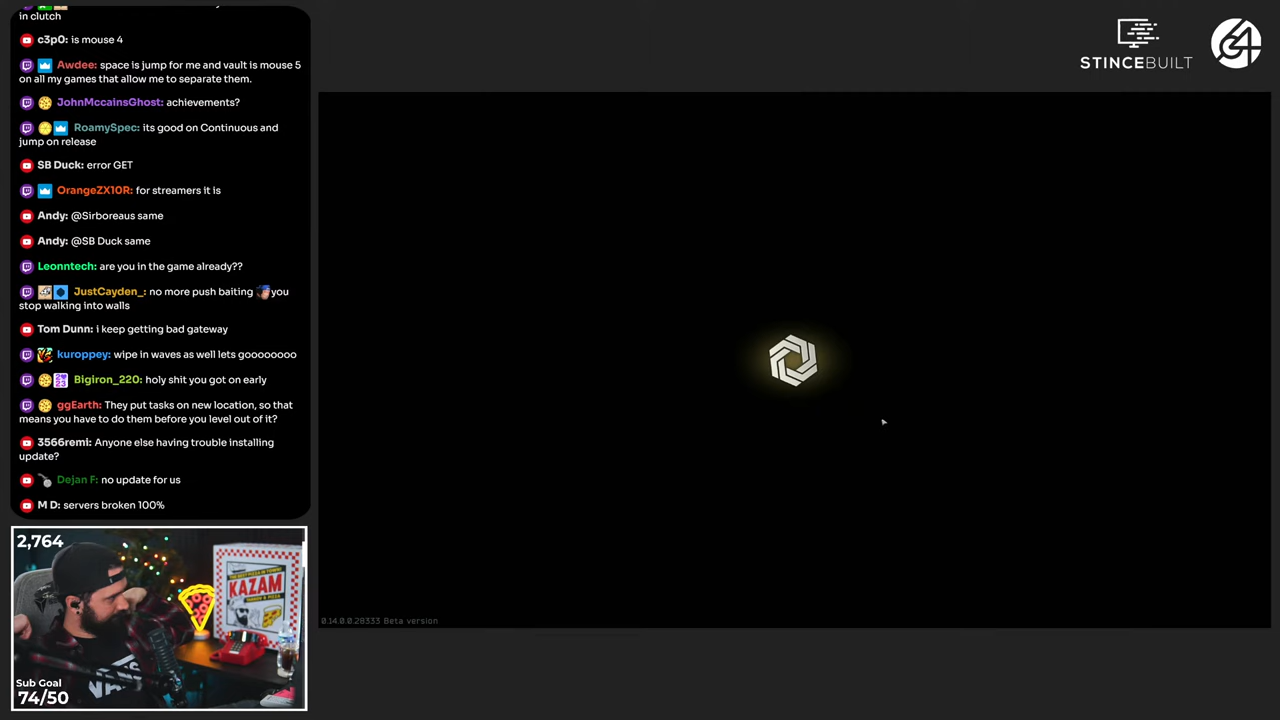 in clutch
c3p0: is mouse 4
Awdee: space is jump for me and vault is mouse 5
on all my games that allow me to separate them.
JohnMccainsGhost: achievements?
RoamySpec: its good on Continuous and
jump on release
SB Duck: error GET
OrangeZX10R: for streamers it is
Andy: @Sirboreaus same
Andy: @SB Duck same
Leonntech: are you in the game already??
JustCayden_: no more push baiting you
stop walking into walls
Tom Dunn: i keep getting bad gateway
kuroppey: wipe in waves as well lets goooooooo
Bigiron_220: holy shit you got on early
ggEarth: They put tasks on new location, so that
means you have to do them before you level out of it?
3566remi: Anyone else having trouble installing
update?
Dejan F: no update for us
M D: servers broken 100%
2,764
KAZAM
Sub Goal
74/50
STINCEBUILT
G4
0.14.0.0.28333 Beta version